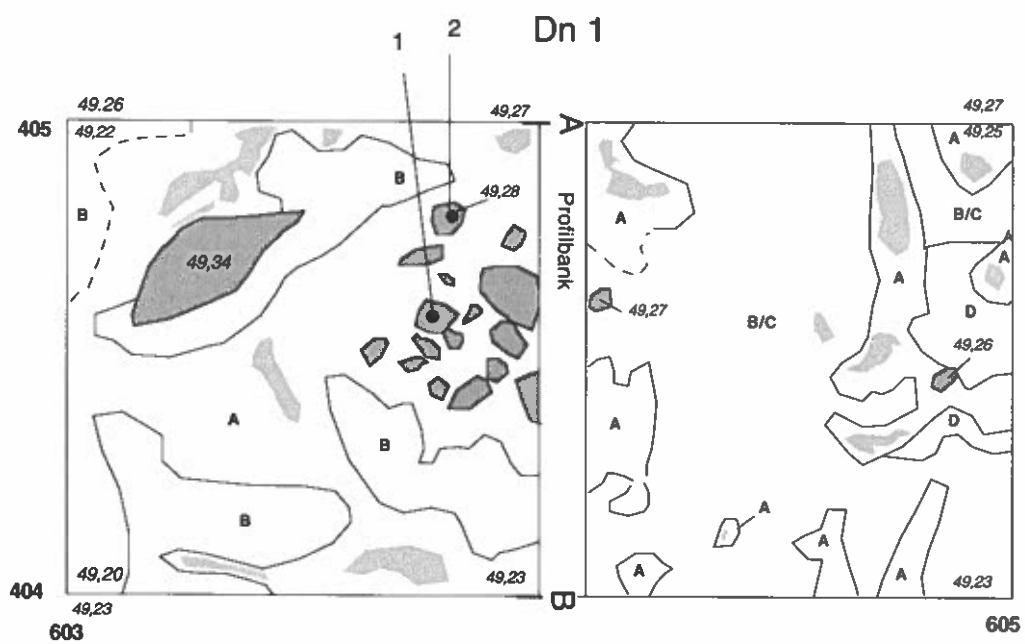 Dn 1
1 2
49.26 49,27 49,27
405 49,22 A A 49,25
B
B 49,28 B/C
Profilbank
A
A
A
49,34 A
D
49,27 B/C
49,26
A
B A D
B
A
A
A A
49,20 49,23 49,23
404 B
49,23
603 605